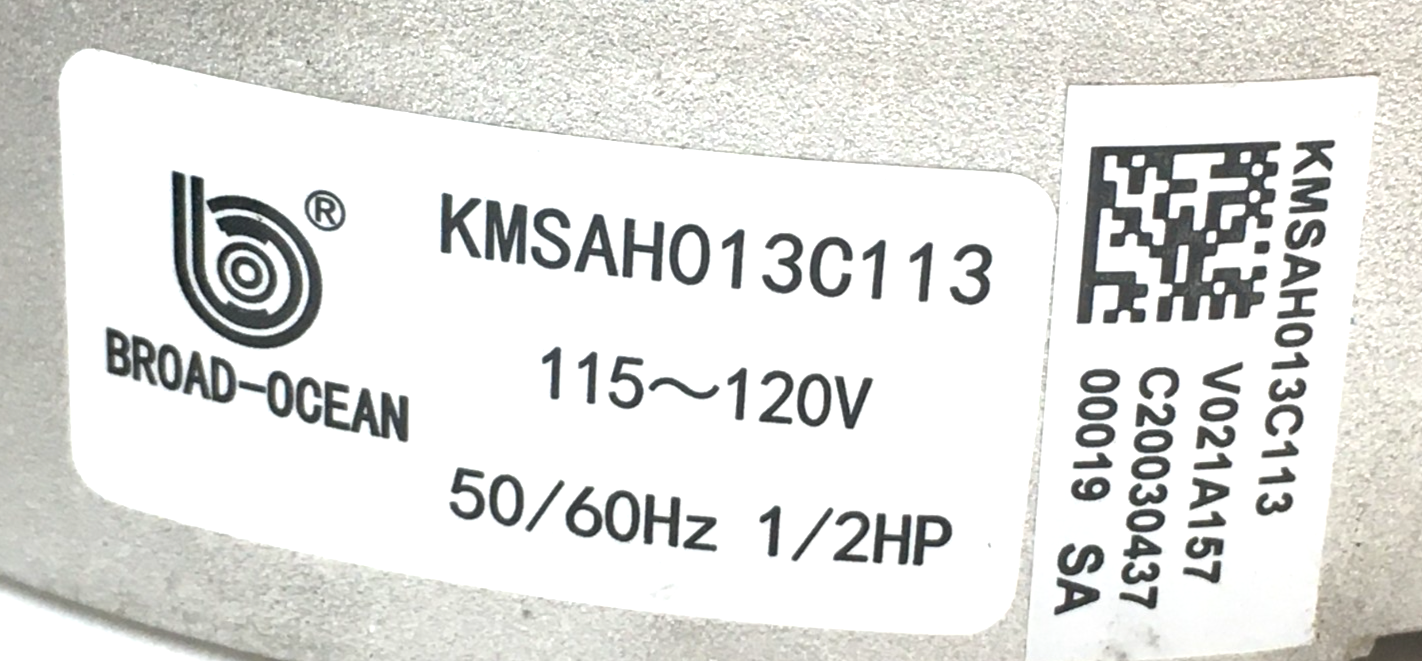 ®
BROAD-OCEAN
KMSAH013C113
115～120V
50/60Hz 1/2HP
KMSAH013C113
V021A157
C20030437
00019 SA